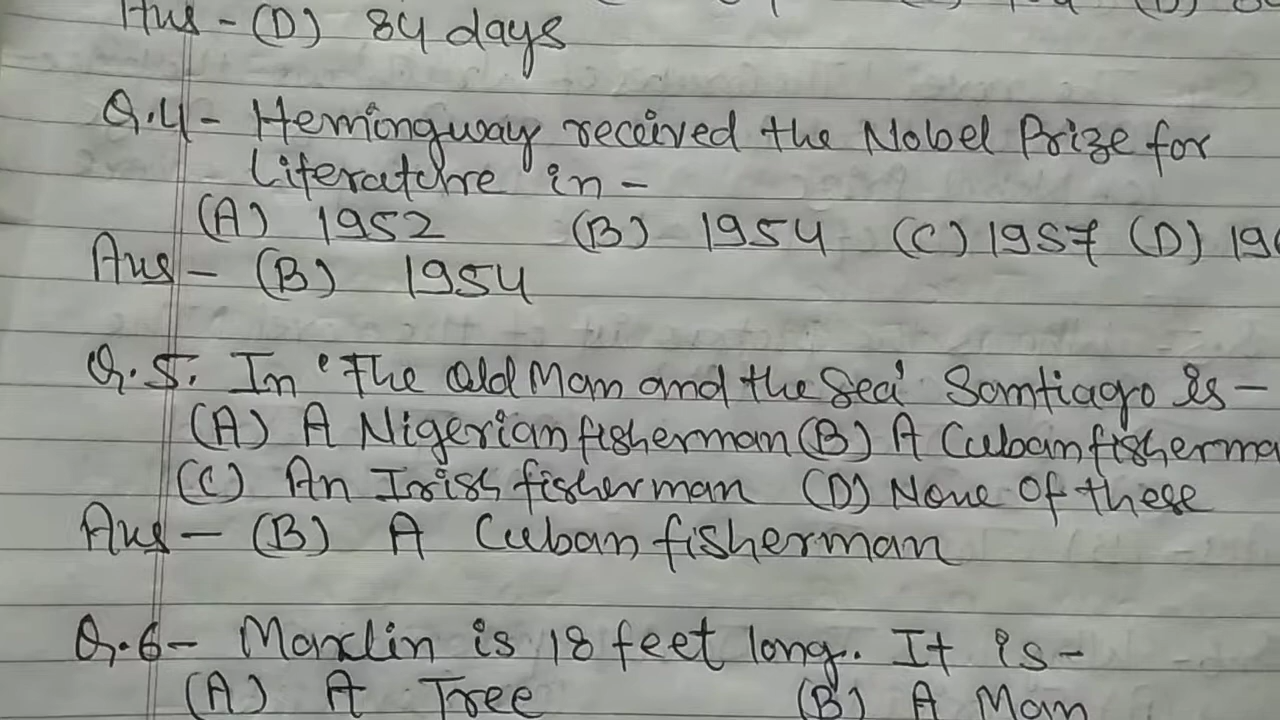 Ans - (D) 84 days
Q.4 - Hemingway received the Nobel Prize for
Literature in -
(A) 1952 (B) 1954 (C) 1957 (D) 19
Ans - (B) 1954
Q.5. In 'The Old Man and the Sea' Santiago is -
(A) A Nigerian fisherman (B) A Cuban fisherma
(C) An Irish fisherman (D) None of these
Ans - (B) A Cuban fisherman
Q.6 - Marlin is 18 feet long. It is -
(A) A Tree (B) A Man